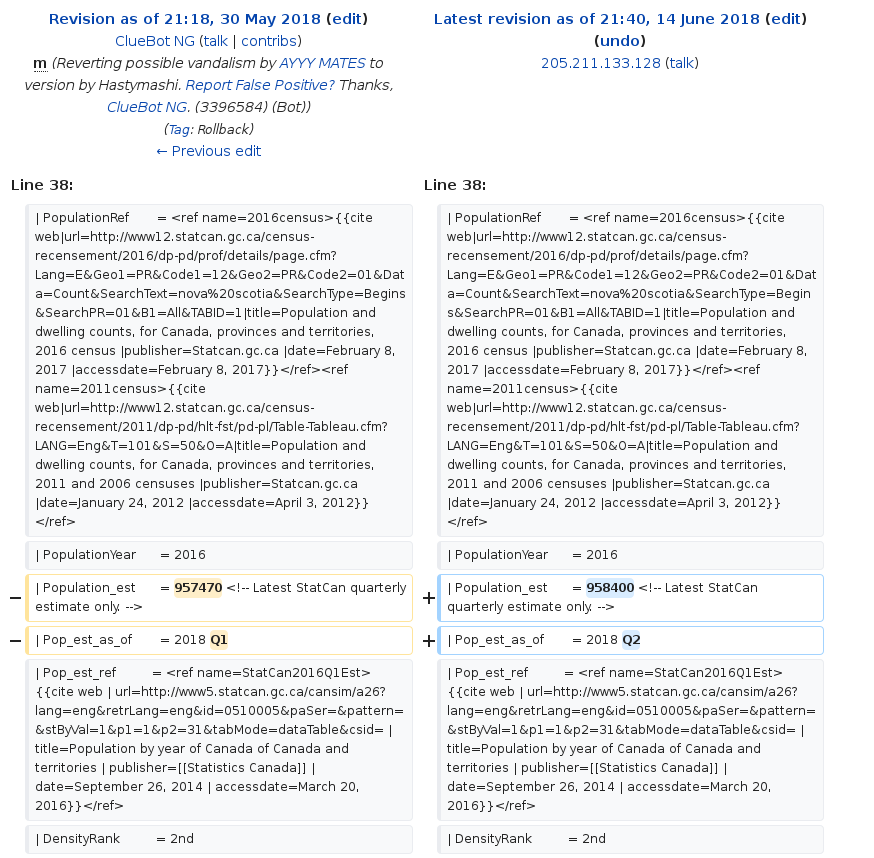 Revision as of 21:18, 30 May 2018 (edit)
ClueBot NG (talk | contribs)
m (Reverting possible vandalism by AYYY MATES to
version by Hastymashi. Report False Positive? Thanks,
ClueBot NG. (3396584) (Bot))
(Tag: Rollback)
← Previous edit
Latest revision as of 21:40, 14 June 2018 (edit)
(undo)
205.211.133.128 (talk)
Line 38:
Line 38:
| PopulationRef = <ref name=2016census>{{cite
web|url=http://www12.statcan.gc.ca/census-
recensement/2016/dp-pd/prof/details/page.cfm?
Lang=E&Geo1=PR&Code1=12&Geo2=PR&Code2=01&Dat
a=Count&SearchText=nova%20scotia&SearchType=Begins
&SearchPR=01&B1=All&TABID=1|title=Population and
dwelling counts, for Canada, provinces and territories,
2016 census |publisher=Statcan.gc.ca |date=February 8,
2017 |accessdate=February 8, 2017}}</ref><ref
name=2011census>{{cite
web|url=http://www12.statcan.gc.ca/census-
recensement/2011/dp-pd/hlt-fst/pd-pl/Table-Tableau.cfm?
LANG=Eng&T=101&S=50&O=A|title=Population and
dwelling counts, for Canada, provinces and territories,
2011 and 2006 censuses |publisher=Statcan.gc.ca
|date=January 24, 2012 |accessdate=April 3, 2012}}
</ref>
| PopulationRef = <ref name=2016census>{{cite
web|url=http://www12.statcan.gc.ca/census-
recensement/2016/dp-pd/prof/details/page.cfm?
Lang=E&Geo1=PR&Code1=12&Geo2=PR&Code2=01&Dat
a=Count&SearchText=nova%20scotia&SearchType=Begin
s&SearchPR=01&B1=All&TABID=1|title=Population and
dwelling counts, for Canada, provinces and territories,
2016 census |publisher=Statcan.gc.ca |date=February 8,
2017 |accessdate=February 8, 2017}}</ref><ref
name=2011census>{{cite
web|url=http://www12.statcan.gc.ca/census-
recensement/2011/dp-pd/hlt-fst/pd-pl/Table-Tableau.cfm?
LANG=Eng&T=101&S=50&O=A|title=Population and
dwelling counts, for Canada, provinces and territories,
2011 and 2006 censuses |publisher=Statcan.gc.ca
|date=January 24, 2012 |accessdate=April 3, 2012}}
</ref>
| PopulationYear = 2016
| PopulationYear = 2016
− | Population_est = 957470 <!-- Latest StatCan quarterly
estimate only. -->
+ | Population_est = 958400 <!-- Latest StatCan
quarterly estimate only. -->
− | Pop_est_as_of = 2018 Q1
+ | Pop_est_as_of = 2018 Q2
| Pop_est_ref = <ref name=StatCan2016Q1Est>
{{cite web | url=http://www5.statcan.gc.ca/cansim/a26?
lang=eng&retrLang=eng&id=0510005&paSer=&pattern=
&stByVal=1&p1=1&p2=31&tabMode=dataTable&csid= |
title=Population by year of Canada of Canada and
territories | publisher=[[Statistics Canada]] |
date=September 26, 2014 | accessdate=March 20,
2016}}</ref>
| Pop_est_ref = <ref name=StatCan2016Q1Est>
{{cite web | url=http://www5.statcan.gc.ca/cansim/a26?
lang=eng&retrLang=eng&id=0510005&paSer=&pattern=
&stByVal=1&p1=1&p2=31&tabMode=dataTable&csid= |
title=Population by year of Canada of Canada and
territories | publisher=[[Statistics Canada]] |
date=September 26, 2014 | accessdate=March 20,
2016}}</ref>
| DensityRank = 2nd
| DensityRank = 2nd